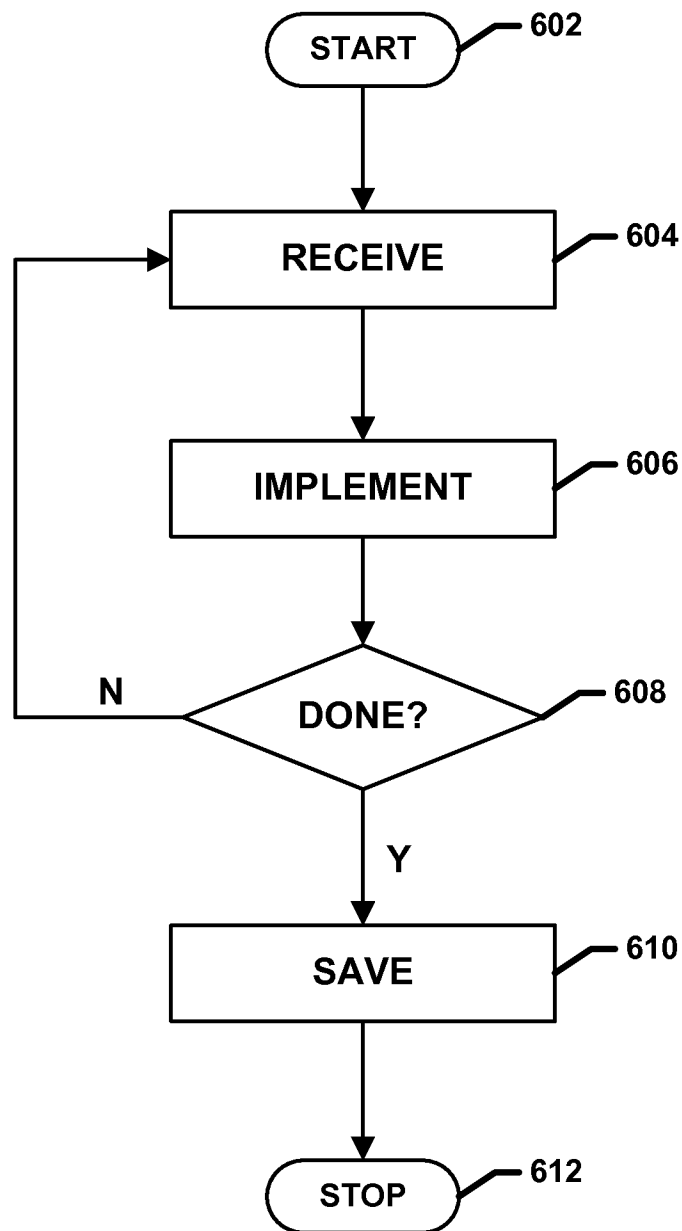 START
602
RECEIVE
604
IMPLEMENT
606
N
DONE?
608
Y
SAVE
610
STOP
612